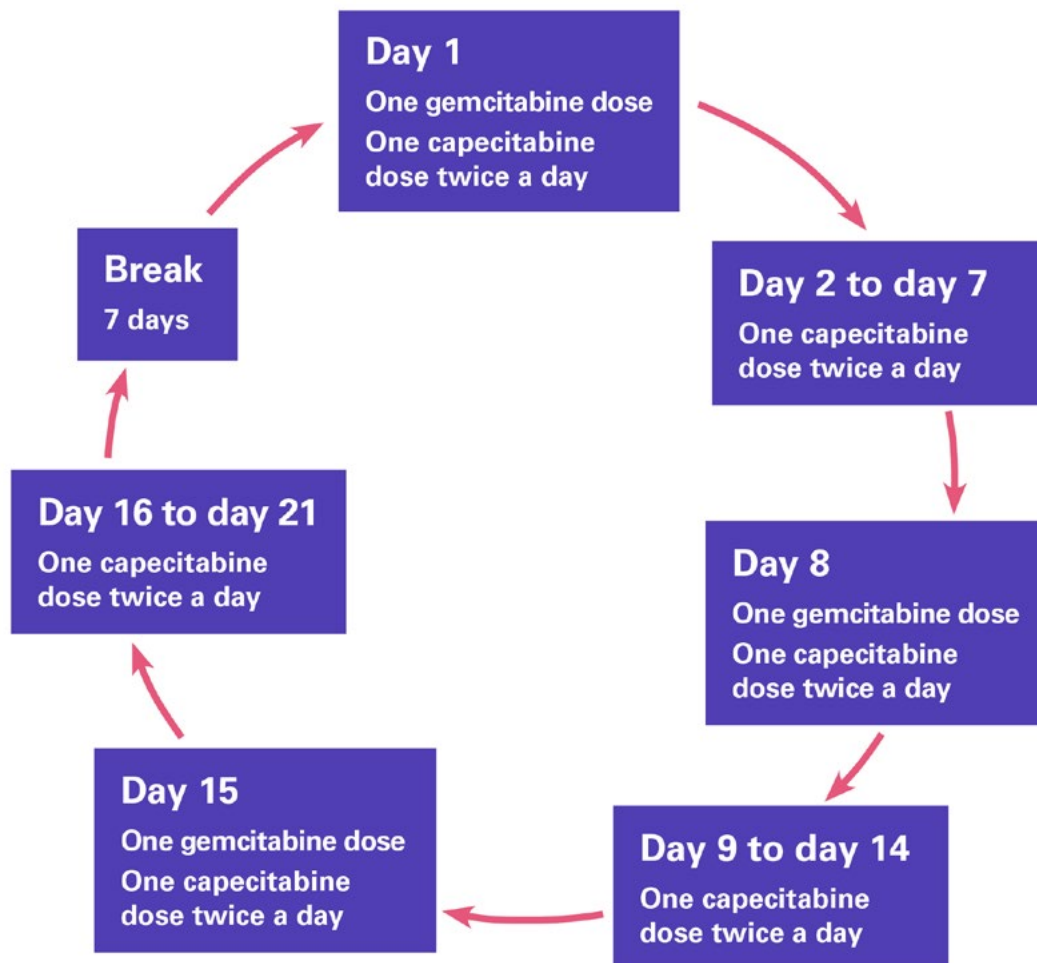 Day 1
One gemcitabine dose
One capecitabine
dose twice a day
Day 2 to day 7
One capecitabine
dose twice a day
Day 8
One gemcitabine dose
One capecitabine
dose twice a day
Day 9 to day 14
One capecitabine
dose twice a day
Day 15
One gemcitabine dose
One capecitabine
dose twice a day
Day 16 to day 21
One capecitabine
dose twice a day
Break
7 days